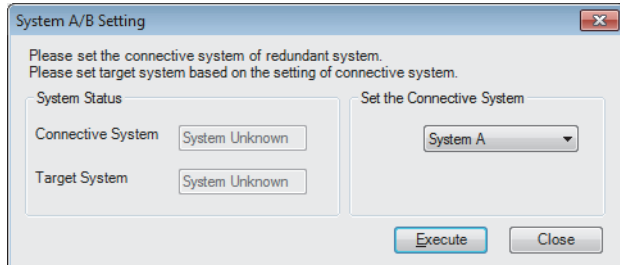 System A/B Setting
Please set the connective system of redundant system.
Please set target system based on the setting of connective system.
System Status
Set the Connective System
Connective System
System Unknown
System A
Target System
System Unknown
Execute
Close